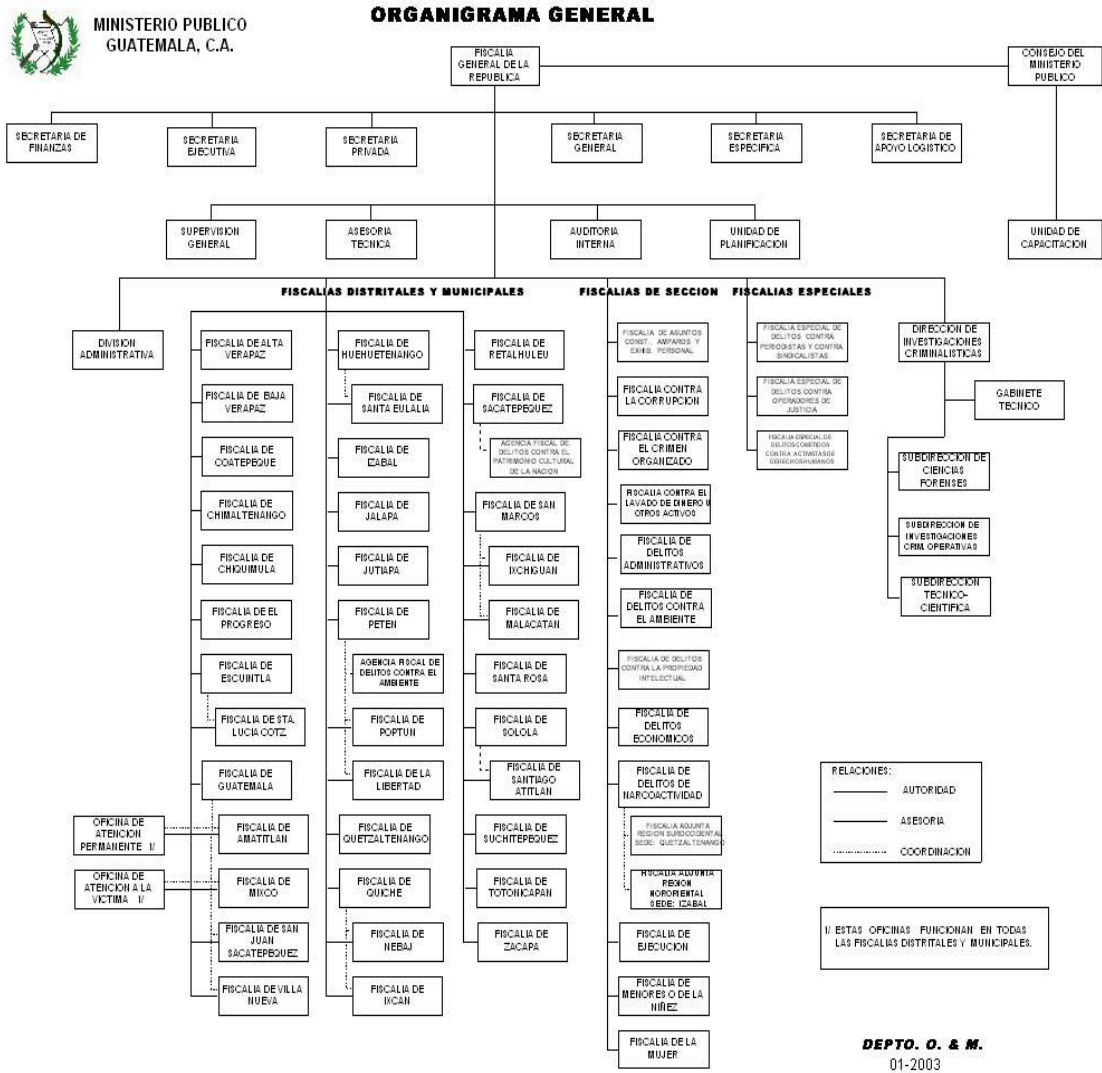 ORGANIGRAMA GENERAL
MINISTERIO PUBLICO
GUATEMALA, C.A.
FISCALIA
GENERAL DE LA
REPUBLICA
CONSEJO DEL
MINISTERIO
PUBLICO
SECRETARIA DE
FINANZAS
SECRETARIA
EJECUTIVA
SECRETARIA
PRIVADA
SECRETARIA
GENERAL
SECRETARIA
ESPECIFICA
SECRETARIA DE
APOYO LOGISTICO
SUPERVISION
GENERAL
ASESORIA
TECNICA
AUDITORIA
INTERNA
UNIDAD DE
PLANIFICACION
UNIDAD DE
CAPACITACION
FISCALIAS DISTRITALES Y MUNICIPALES
FISCALIAS DE SECCION
FISCALIAS ESPECIALES
DIVISION
ADMINISTRATIVA
FISCALIA DE ALTA
VERAPAZ
FISCALIA DE BAJA
VERAPAZ
FISCALIA DE
COATEPEQUE
FISCALIA DE
CHIMALTENANGO
FISCALIA DE
CHIQUIMULA
FISCALIA DE EL
PROGRESO
FISCALIA DE
ESCUINTLA
FISCALIA DE STA.
LUCIA COTZ.
FISCALIA DE
GUATEMALA
OFICINA DE
ATENCION
PERMANENTE 1/
FISCALIA DE
AMATITLAN
OFICINA DE
ATENCION A LA
VICTIMA 1/
FISCALIA DE
MIXCO
FISCALIA DE SAN
JUAN
SACATEPEQUEZ
FISCALIA DE VILLA
NUEVA
FISCALIA DE
HUEHUETENANGO
FISCALIA DE
SANTA EULALIA
FISCALIA DE
IZABAL
FISCALIA DE
JALAPA
FISCALIA DE
JUTIAPA
FISCALIA DE
PETEN
AGENCIA FISCAL DE
DELITOS CONTRA EL
AMBIENTE
FISCALIA DE
POPTUN
FISCALIA DE LA
LIBERTAD
FISCALIA DE
QUETZALTENANGO
FISCALIA DE
QUICHE
FISCALIA DE
NEBAJ
FISCALIA DE
IXCAN
FISCALIA DE
RETALHULEU
FISCALIA DE
SACATEPEQUEZ
AGENCIA FISCAL DE
DELITOS CONTRA EL
PATRIMONIO CULTURAL
DE LA NACION
FISCALIA DE SAN
MARCOS
FISCALIA DE
IXCHIGUAN
FISCALIA DE
MALACATAN
FISCALIA DE
SANTA ROSA
FISCALIA DE
SOLOLA
FISCALIA DE
SANTIAGO
ATITLAN
FISCALIA DE
SUCHITEPEQUEZ
FISCALIA DE
TOTONICAPAN
FISCALIA DE
ZACAPA
FISCALIA DE ASUNTOS
CONST., AMPAROS Y
EXHIB. PERSONAL
FISCALIA CONTRA
LA CORRUPCION
FISCALIA CONTRA
EL CRIMEN
ORGANIZADO
FISCALIA CONTRA EL
LAVADO DE DINERO U
OTROS ACTIVOS
FISCALIA DE
DELITOS
ADMINISTRATIVOS
FISCALIA DE
DELITOS CONTRA
EL AMBIENTE
FISCALIA DE DELITOS
CONTRA LA PROPIEDAD
INTELECTUAL
FISCALIA DE
DELITOS
ECONOMICOS
FISCALIA DE
DELITOS DE
NARCOACTIVIDAD
FISCALIA ADJUNTA
REGION SUROCCIDENTAL
SEDE: QUETZALTENANGO
FISCALIA ADJUNTA
REGION
NORORIENTAL
SEDE: IZABAL
FISCALIA DE
EJECUCION
FISCALIA DE
MENORES O DE LA
NIÑEZ
FISCALIA DE LA
MUJER
FISCALIA ESPECIAL DE
DELITOS CONTRA
PERIODISTAS Y CONTRA
SINDICALISTAS
FISCALIA ESPECIAL DE
DELITOS CONTRA
OPERADORES DE
JUSTICIA
FISCALIA ESPECIAL DE
DELITOS COMETIDOS
CONTRA ACTIVISTAS DE
DERECHOS HUMANOS
DIRECCION DE
INVESTIGACIONES
CRIMINALISTICAS
GABINETE
TECNICO
SUBDIRECCION DE
CIENCIAS
FORENSES
SUBDIRECCION DE
INVESTIGACIONES
CRIM. OPERATIVAS
SUBDIRECCION
TECNICO-
CIENTIFICA
RELACIONES:
AUTORIDAD
ASESORIA
COORDINACION
1/ ESTAS OFICINAS FUNCIONAN EN TODAS
LAS FISCALIAS DISTRITALES Y MUNICIPALES.
DEPTO. O. & M.
01-2003